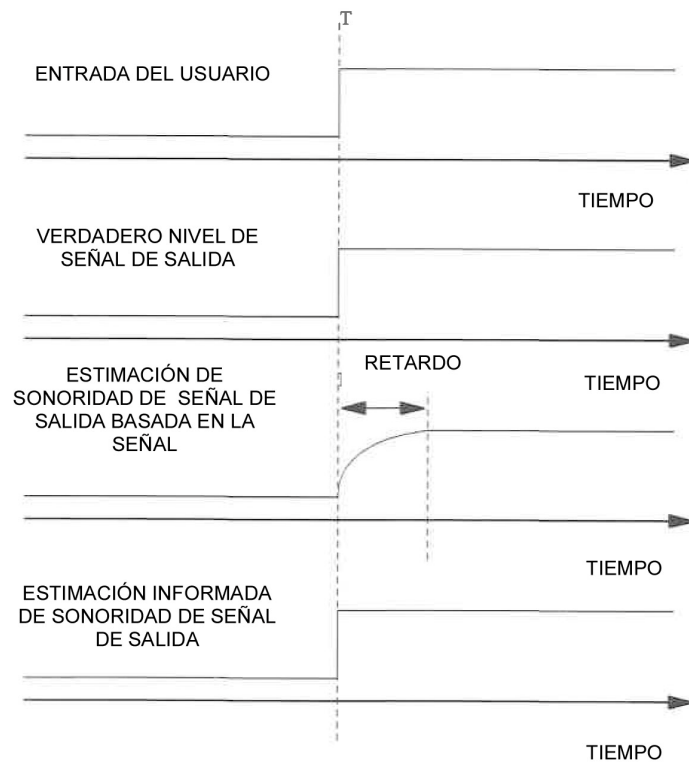 T
ENTRADA DEL USUARIO
TIEMPO
VERDADERO NIVEL DE
SEÑAL DE SALIDA
RETARDO
TIEMPO
ESTIMACIÓN DE
SONORIDAD DE SEÑAL DE
SALIDA BASADA EN LA
SEÑAL
TIEMPO
ESTIMACIÓN INFORMADA
DE SONORIDAD DE SEÑAL
DE SALIDA
TIEMPO